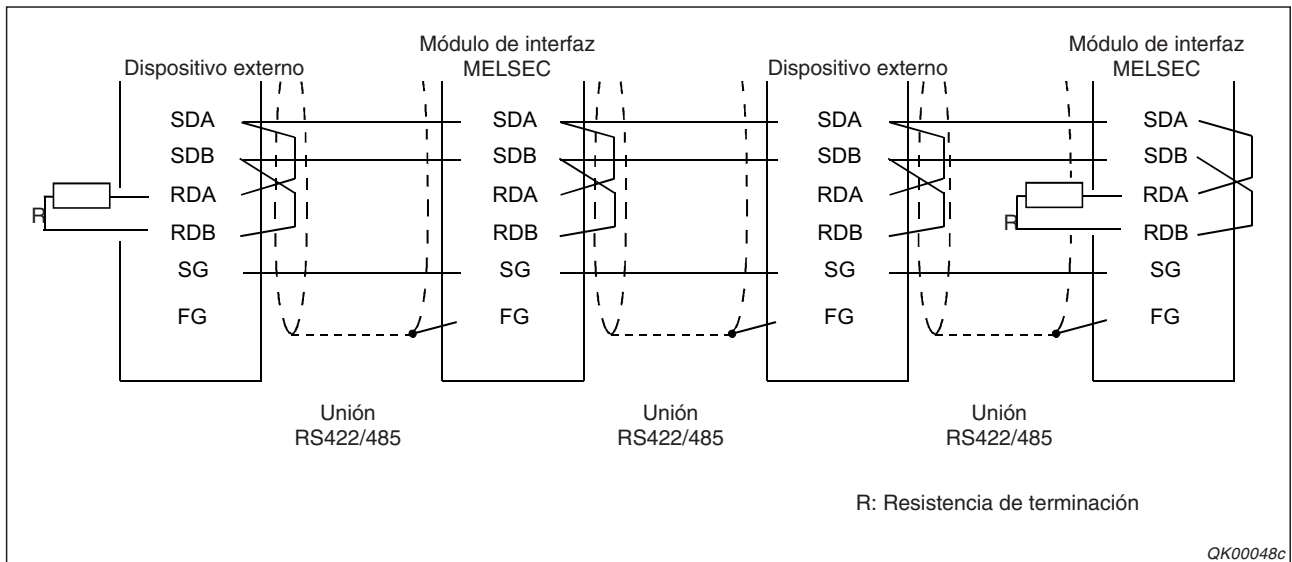 Módulo de interfaz
MELSEC
Módulo de interfaz
MELSEC
Dispositivo externo
Dispositivo externo
SDA SDA SDA SDA
SDB SDB SDB SDB
RDA RDA RDA RDA
R R
RDB RDB RDB RDB
SG SG SG SG
FG FG FG FG
Unión
RS422/485
Unión
RS422/485
Unión
RS422/485
R: Resistencia de terminación
QK00048c